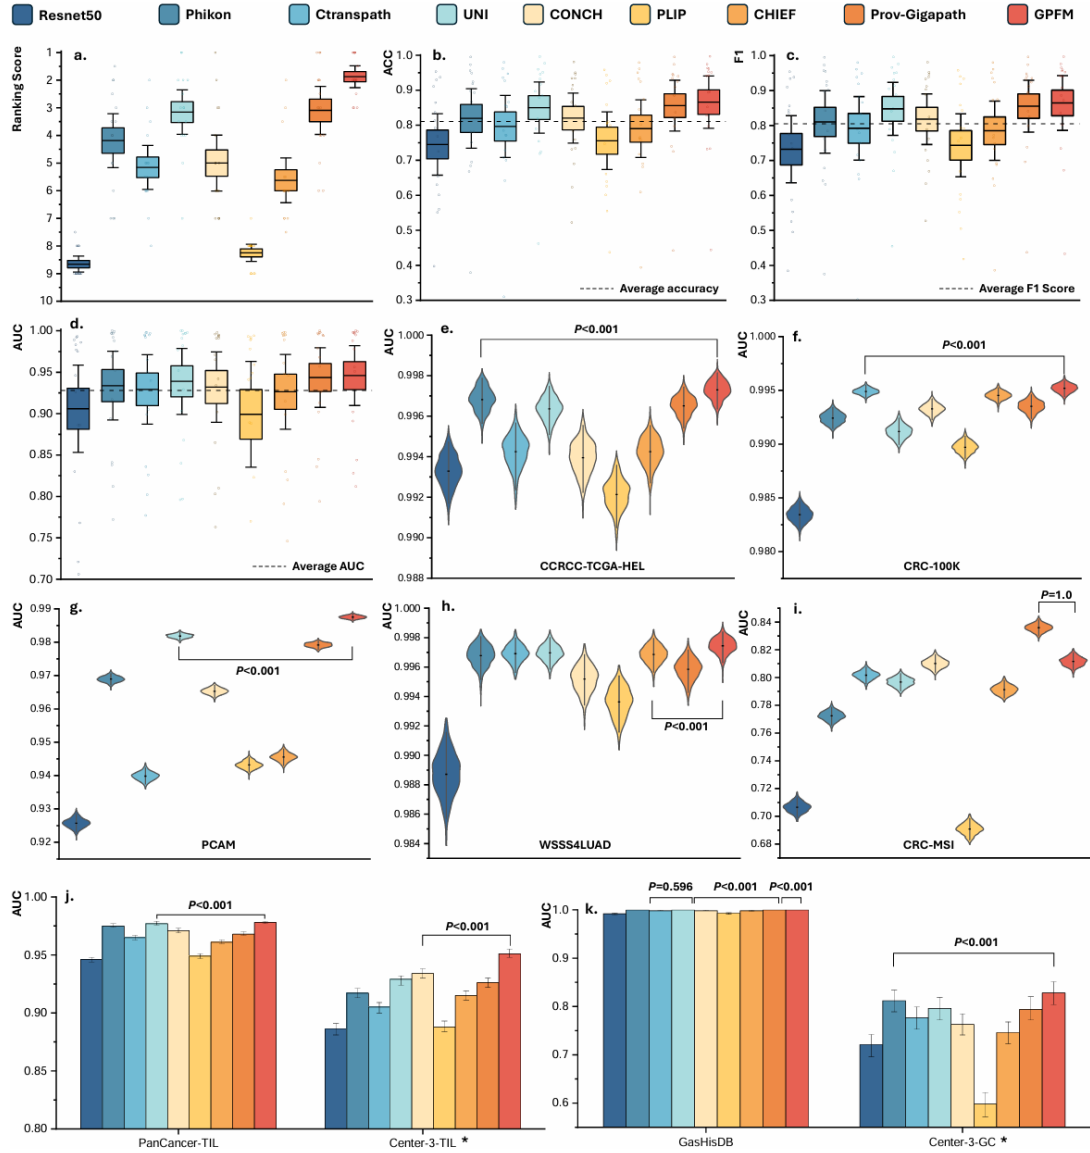 Resnet50 Phikon Ctranspath UNI CONCH PLIP CHIEF Prov-Gigapath GPFM
a.
Ranking Score
1
2
3
4
5
6
7
8
9
10
b.
ACC
1.0
0.9
0.8
0.7
0.6
0.5
0.4
0.3
Average accuracy
c.
F1
1.0
0.9
0.8
0.7
0.6
0.5
0.4
0.3
Average F1 Score
d.
AUC
1.00
0.95
0.90
0.85
0.80
0.75
0.70
Average AUC
e.
AUC
P<0.001
1.000
0.998
0.996
0.994
0.992
0.990
0.988
CCRCC-TCGA-HEL
f.
AUC
P<0.001
1.000
0.995
0.990
0.985
0.980
CRC-100K
g.
AUC
0.99
0.98
0.97
0.96
0.95
0.94
0.93
0.92
P<0.001
PCAM
h.
AUC
1.000
0.998
0.996
0.994
0.992
0.990
0.988
0.986
0.984
P<0.001
WSSS4LUAD
i.
AUC
P=1.0
0.84
0.82
0.80
0.78
0.76
0.74
0.72
0.70
0.68
CRC-MSI
j.
AUC
1.00
0.95
0.90
0.85
0.80
P<0.001
P<0.001
PanCancer-TIL Center-3-TIL *
k.
AUC
1.0
0.9
0.8
0.7
0.6
P=0.596 P<0.001 P<0.001
P<0.001
GasHisDB Center-3-GC *